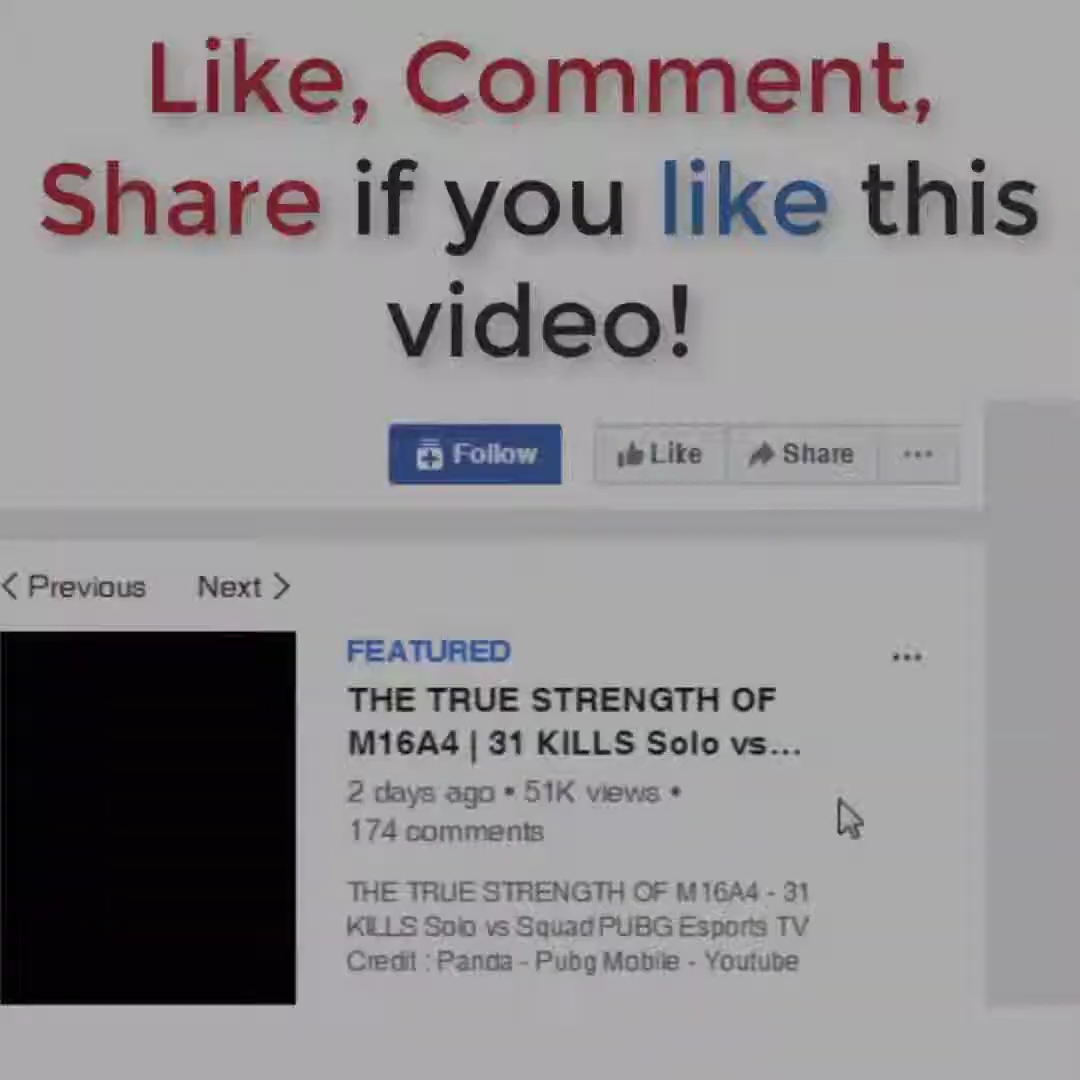 Like, Comment,
Share if you like this
video!
Follow
Like
Share
...
Previous
Next
FEATURED
...
THE TRUE STRENGTH OF
M16A4 | 31 KILLS Solo vs...
2 days ago • 51K views •
174 comments
THE TRUE STRENGTH OF M16A4 - 31
KILLS Solo vs Squad PUBG Esports TV
Credit : Panda - Pubg Mobile - Youtube